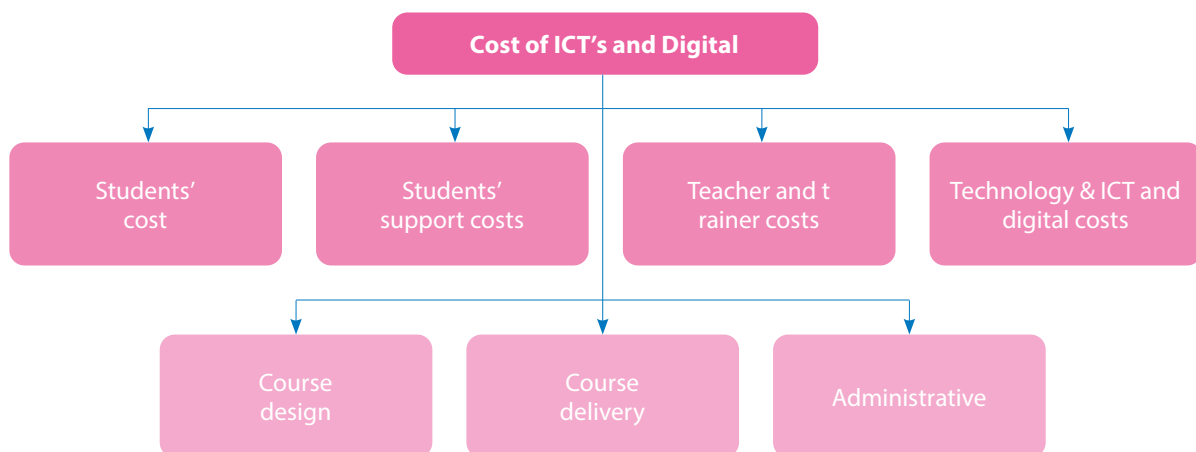 Cost of ICT's and Digital
Students’
cost
Students’
support costs
Teacher and t
rainer costs
Technology & ICT and
digital costs
Course
design
Course
delivery
Administrative